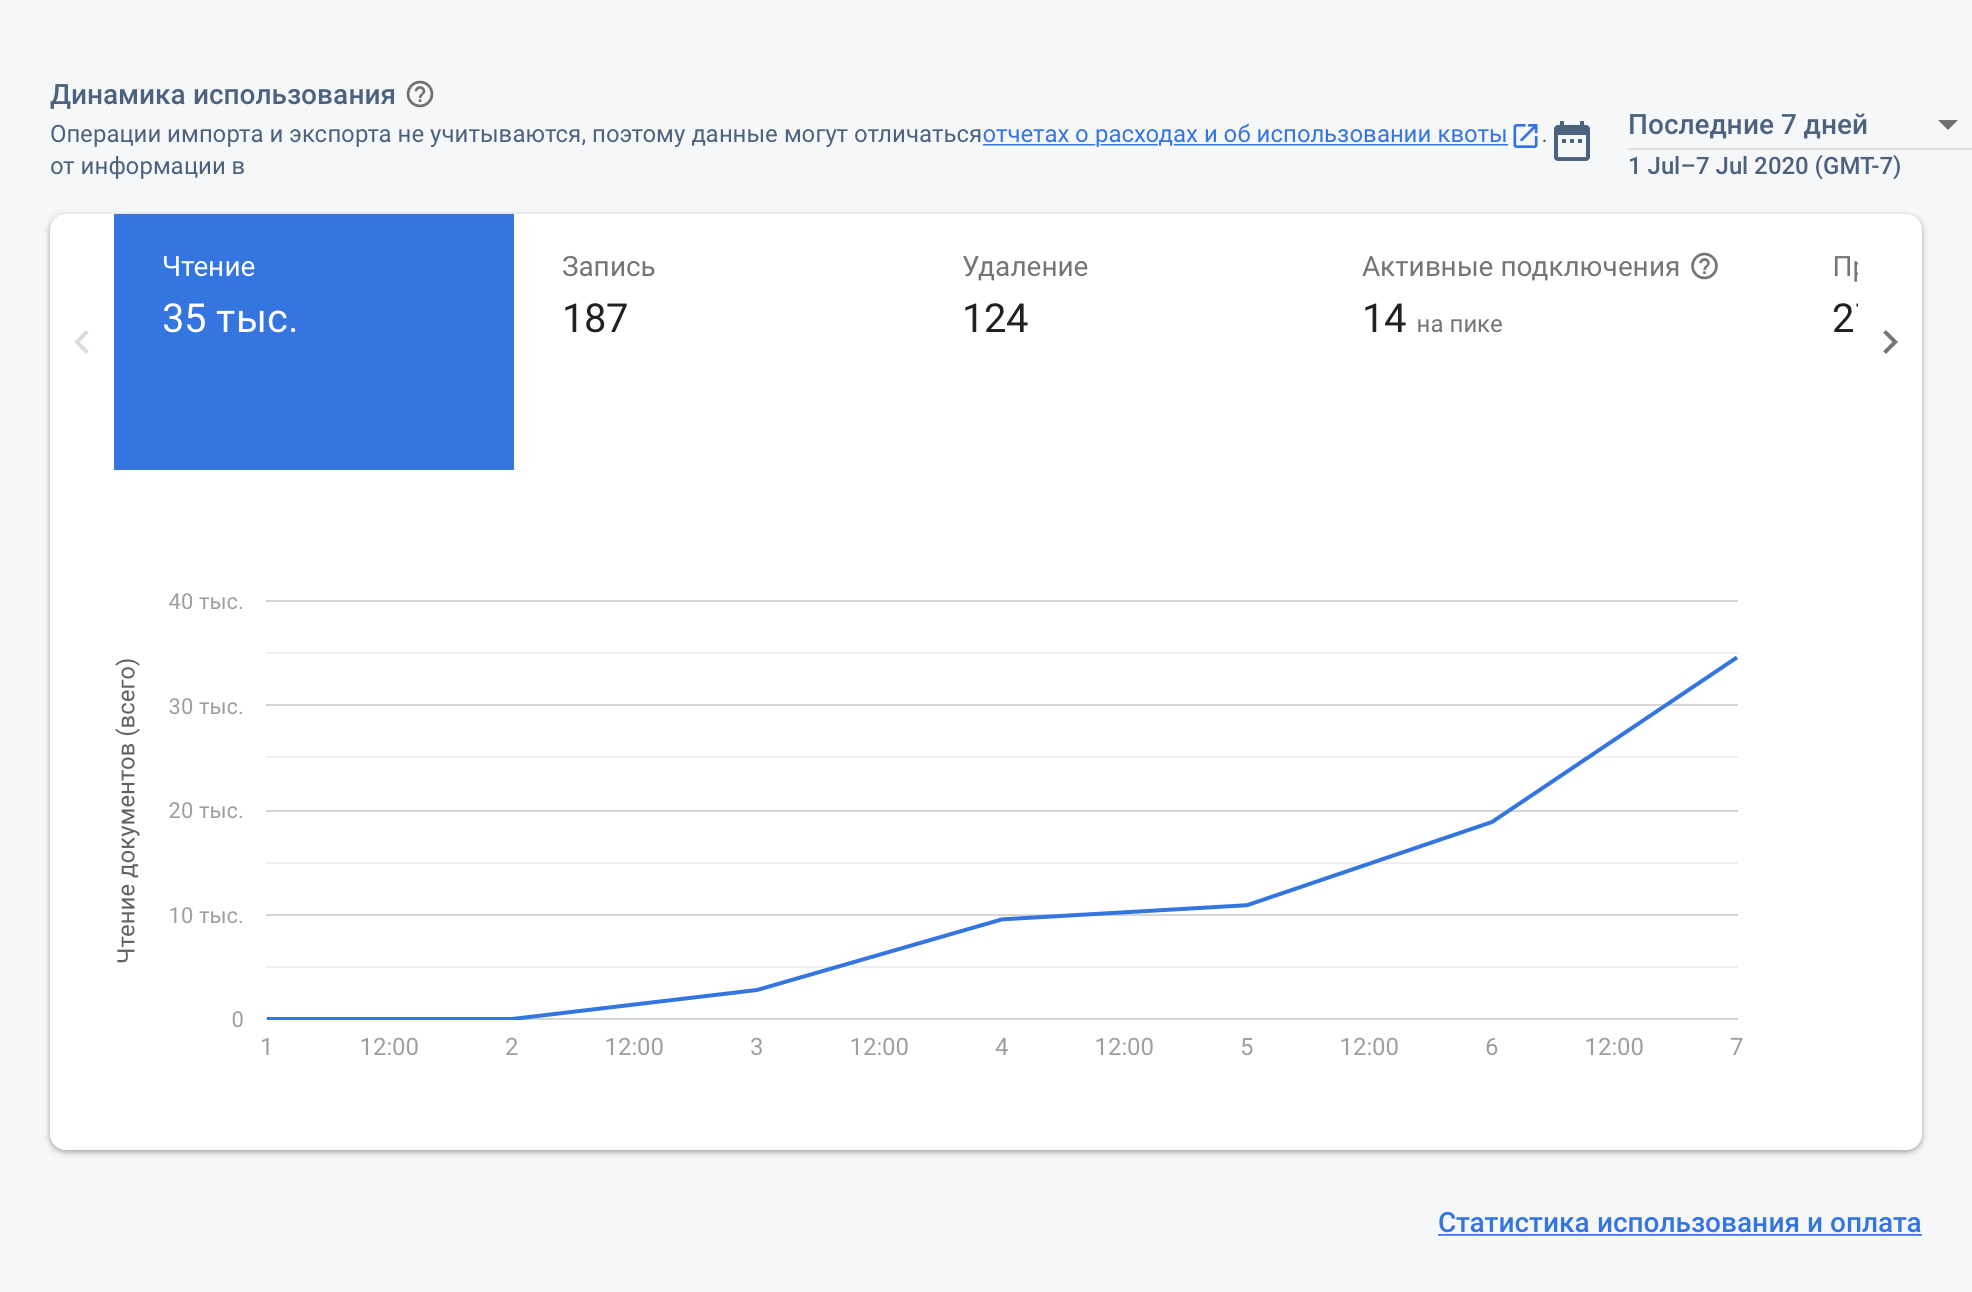 Динамика использования
Операции импорта и экспорта не учитываются, поэтому данные могут отличаться отчетах о расходах и об использовании квоты .
от информации в
Последние 7 дней
1 Jul–7 Jul 2020 (GMT-7)
Чтение
35 тыс.
Запись
187
Удаление
124
Активные подключения
14 на пике
40 тыс.
30 тыс.
20 тыс.
10 тыс.
0
Чтение документов (всего)
1 12:00 2 12:00 3 12:00 4 12:00 5 12:00 6 12:00 7
Статистика использования и оплата